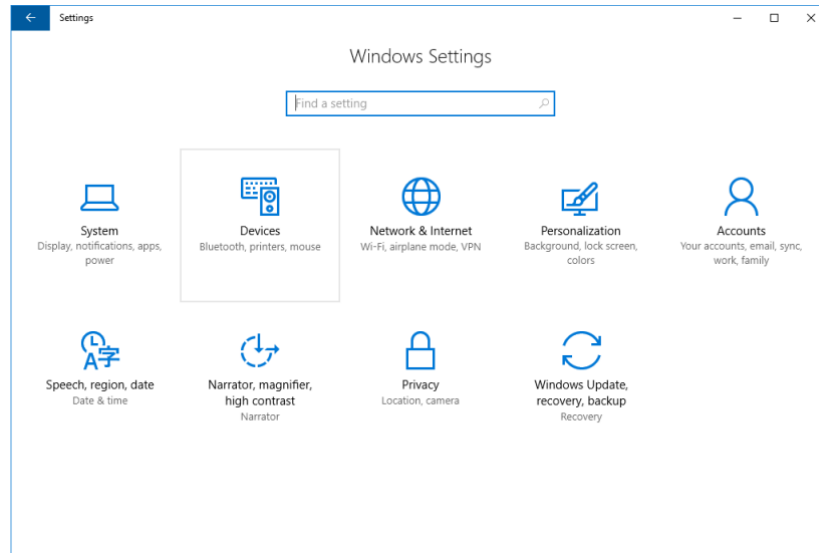 Settings
Windows Settings
Find a setting
System
Display, notifications, apps,
power
Devices
Bluetooth, printers, mouse
Network & Internet
Wi-Fi, airplane mode, VPN
Personalization
Background, lock screen,
colors
Accounts
Your accounts, email, sync,
work, family
A字
Speech, region, date
Date & time
Narrator, magnifier,
high contrast
Narrator
Privacy
Location, camera
Windows Update,
recovery, backup
Recovery